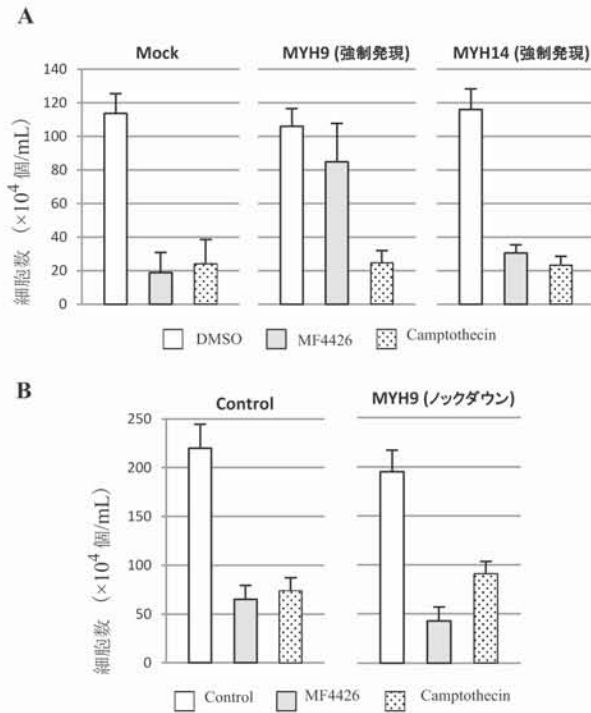 A
Mock
MYH9 (強制発現)
MYH14 (強制発現)
細胞数 (×10⁴ 個/mL)
140
120
100
80
60
40
20
0
DMSO
MF4426
Camptothecin
B
Control
MYH9 (ノックダウン)
細胞数 (×10⁴ 個/mL)
250
200
150
100
50
0
Control
MF4426
Camptothecin